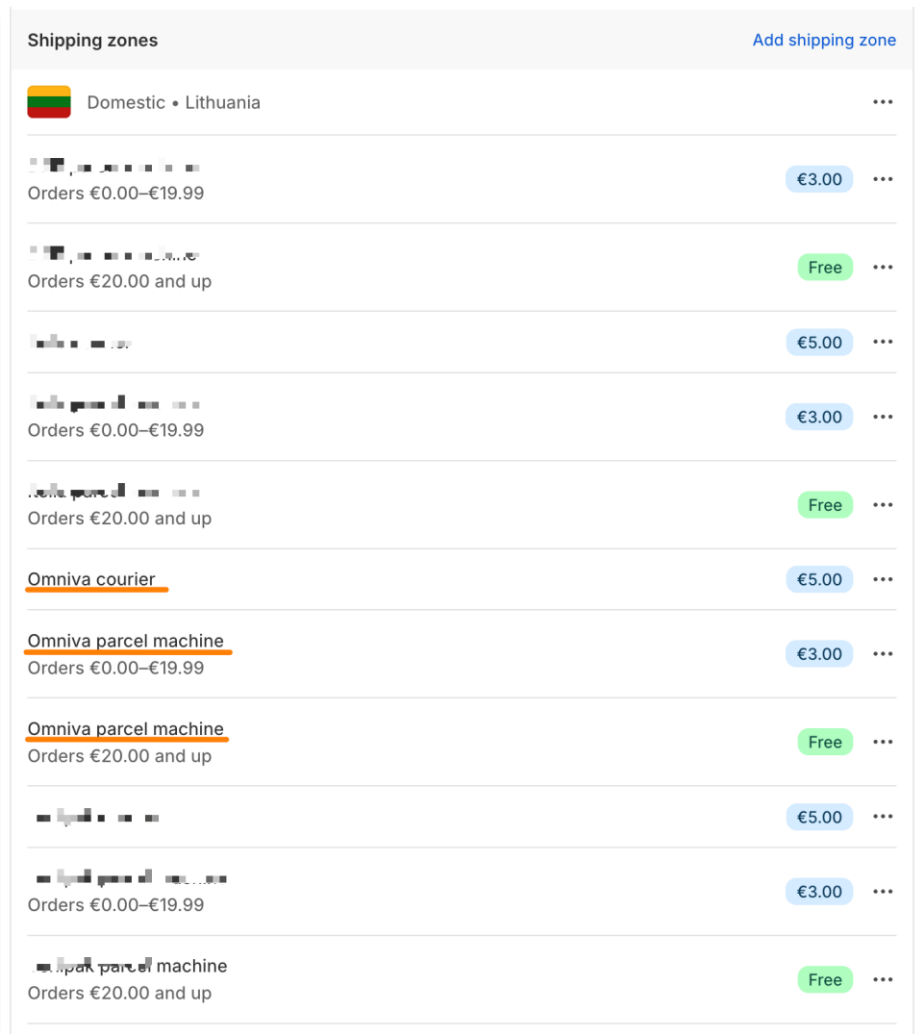 Shipping zones
Add shipping zone
Domestic • Lithuania
Orders €0.00–€19.99
€3.00
Orders €20.00 and up
Free
€5.00
Orders €0.00–€19.99
€3.00
Orders €20.00 and up
Free
Omniva courier
€5.00
Omniva parcel machine
Orders €0.00–€19.99
€3.00
Omniva parcel machine
Orders €20.00 and up
Free
€5.00
Orders €0.00–€19.99
€3.00
machine
Orders €20.00 and up
Free